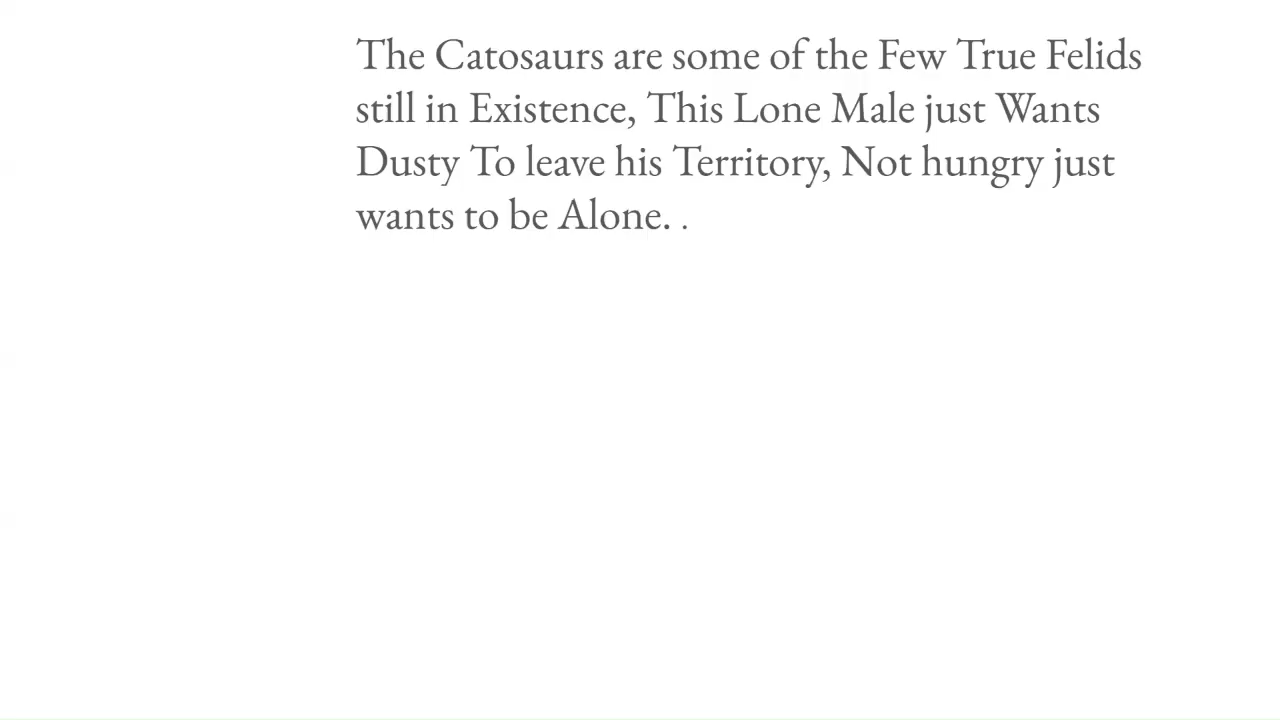 The Catosaurs are some of the Few True Felids
still in Existence, This Lone Male just Wants
Dusty To leave his Territory, Not hungry just
wants to be Alone. .